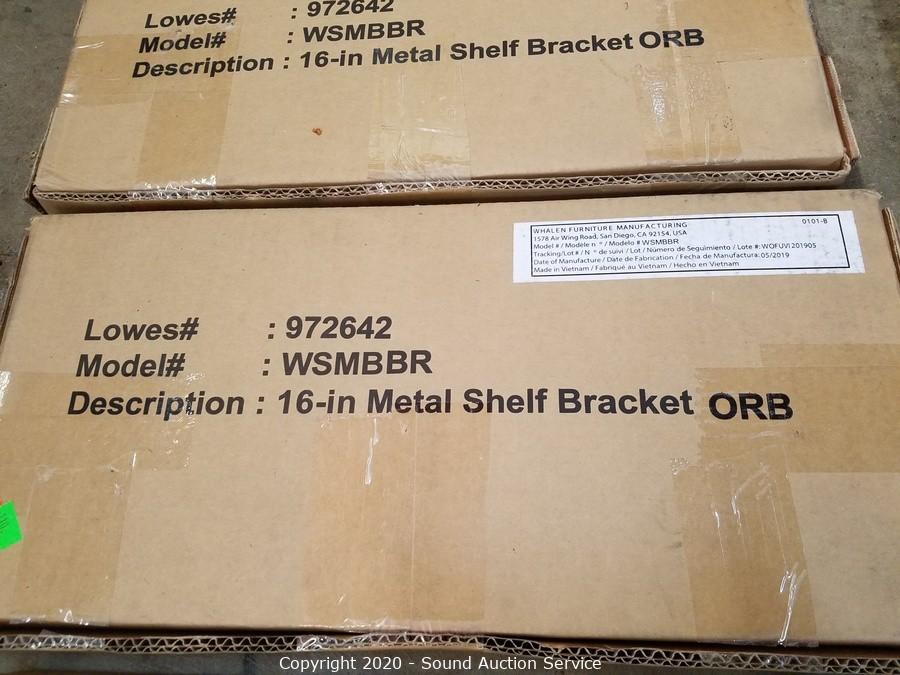 Lowes# : 972642
Model# : WSMBBR
Description : 16-in Metal Shelf Bracket ORB
WHALEN FURNITURE MANUFACTURING 0101-B
1578 Air Wing Road, San Diego, CA 92154, USA
Model # / Modèle n ° / Modelo # WSMBBR
Tracking/Lot # / N ° de suivi / Lot / Número de Seguimiento / Lote #: WOFUVI201905
Date of Manufacture / Date de Fabrication / Fecha de Manufactura: 05/2019
Made in Vietnam / Fabriqué au Vietnam / Hecho en Vietnam
Lowes# : 972642
Model# : WSMBBR
Description : 16-in Metal Shelf Bracket ORB
Copyright 2020 - Sound Auction Service